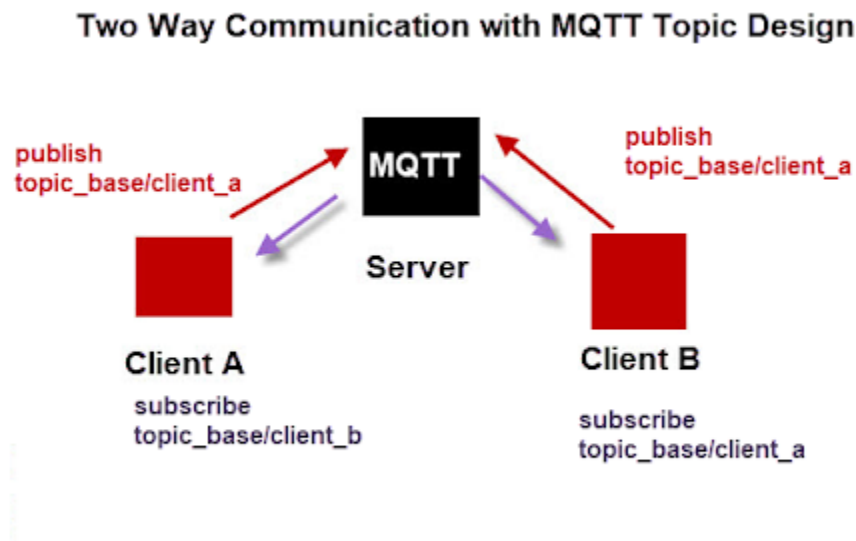 Two Way Communication with MQTT Topic Design
publish
topic_base/client_a
MQTT
publish
topic_base/client_a
Server
Client A
subscribe
topic_base/client_b
Client B
subscribe
topic_base/client_a